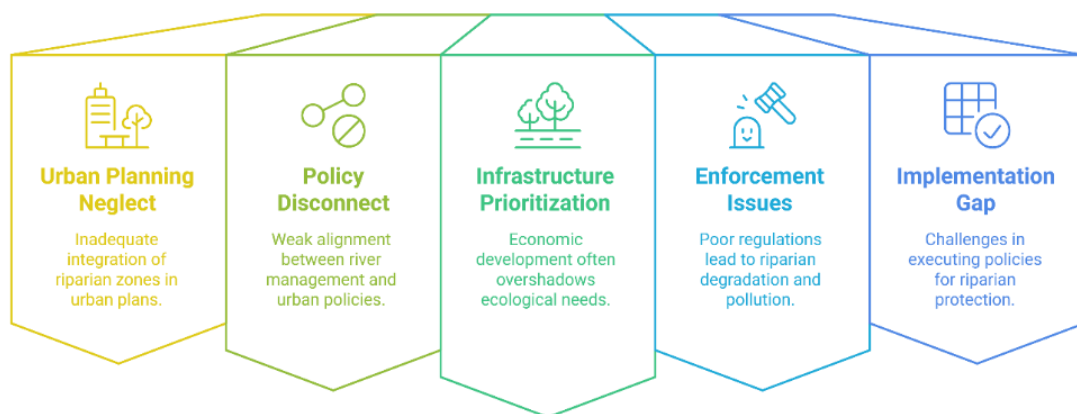 Urban Planning
Neglect
Inadequate
integration of
riparian zones in
urban plans.
Policy
Disconnect
Weak alignment
between river
management and
urban policies.
Infrastructure
Prioritization
Economic
development often
overshadows
ecological needs.
Enforcement
Issues
Poor regulations
lead to riparian
degradation and
pollution.
Implementation
Gap
Challenges in
executing policies
for riparian
protection.